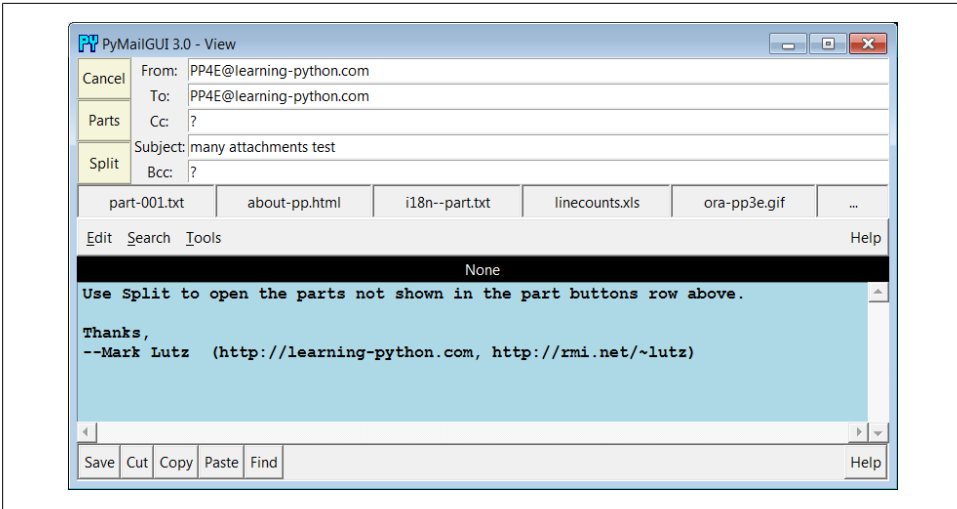 PY PyMailGUI 3.0 - View
Cancel
From: PP4E@learning-python.com
To: PP4E@learning-python.com
Parts
Cc: ?
Subject: many attachments test
Split
Bcc: ?
part-001.txt about-pp.html i18n--part.txt linecounts.xls ora-pp3e.gif ...
Edit Search Tools Help
None
Use Split to open the parts not shown in the part buttons row above.
Thanks,
--Mark Lutz (http://learning-python.com, http://rmi.net/~lutz)
Save Cut Copy Paste Find Help